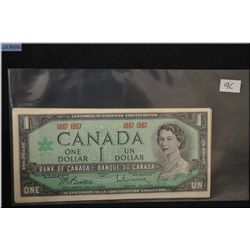 96
CENTENNIAL OF CANADIAN CONFEDERATION
1867 1967 1867 1967
CANADA
ONE DOLLAR 1 UN DOLLAR
BANK OF CANADA - BANQUE DU CANADA
ONE UN
LE CENTENAIRE DE LA CONFÉDÉRATION CANADIENNE